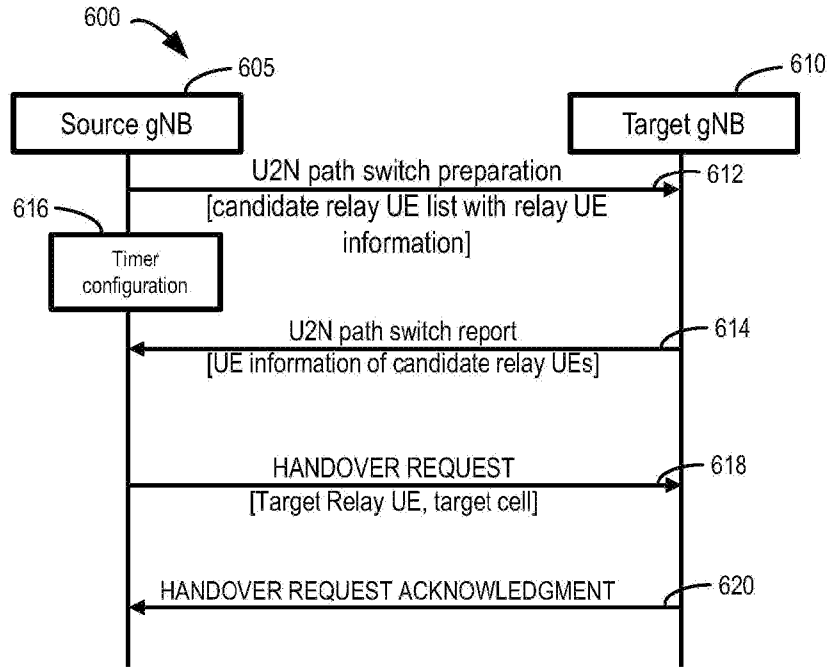 600
605
610
Source gNB
Target gNB
U2N path switch preparation
612
[candidate relay UE list with relay UE
information]
616
Timer
configuration
U2N path switch report
614
[UE information of candidate relay UEs]
HANDOVER REQUEST
618
[Target Relay UE, target cell]
HANDOVER REQUEST ACKNOWLEDGMENT
620